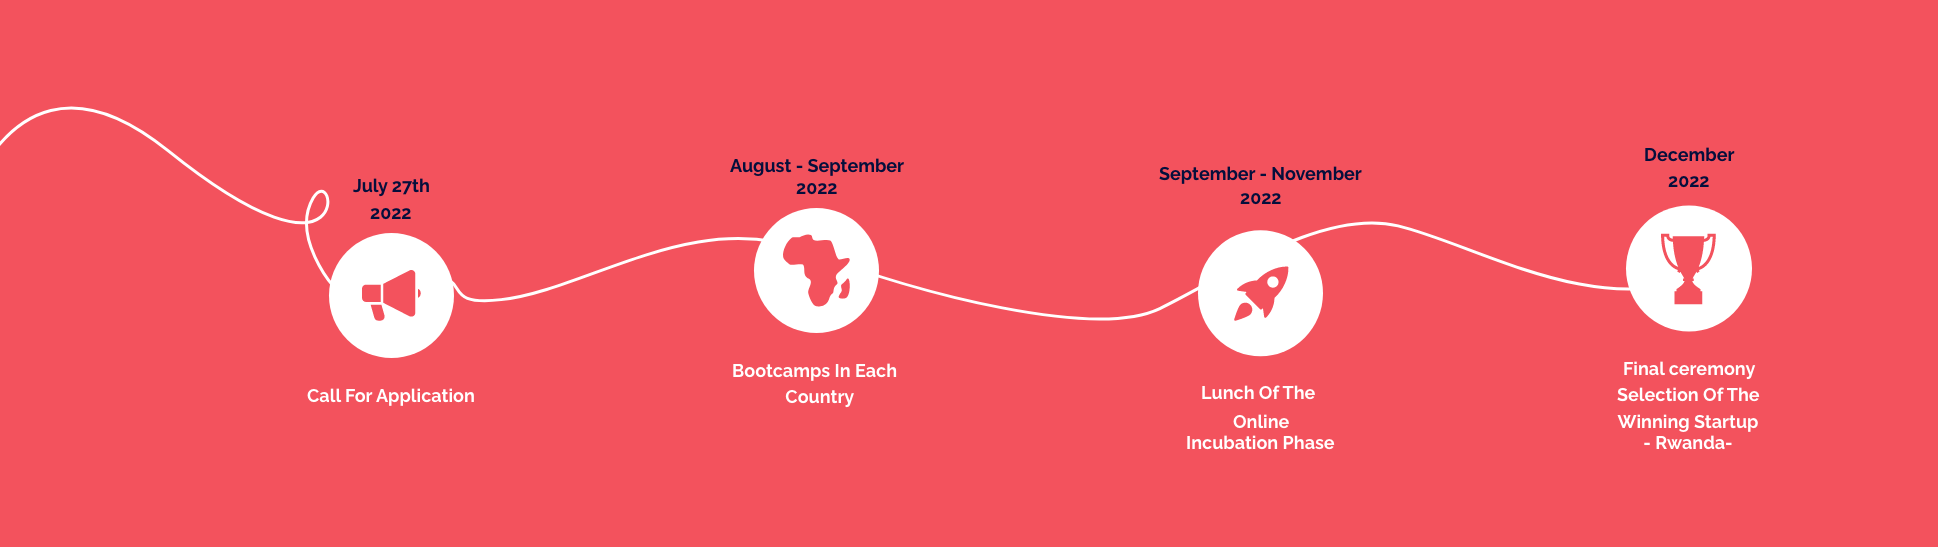 July 27th
2022
Call For Application
August - September
2022
Bootcamps In Each
Country
September - November
2022
Lunch Of The
Online
Incubation Phase
December
2022
Final ceremony
Selection Of The
Winning Startup
- Rwanda-